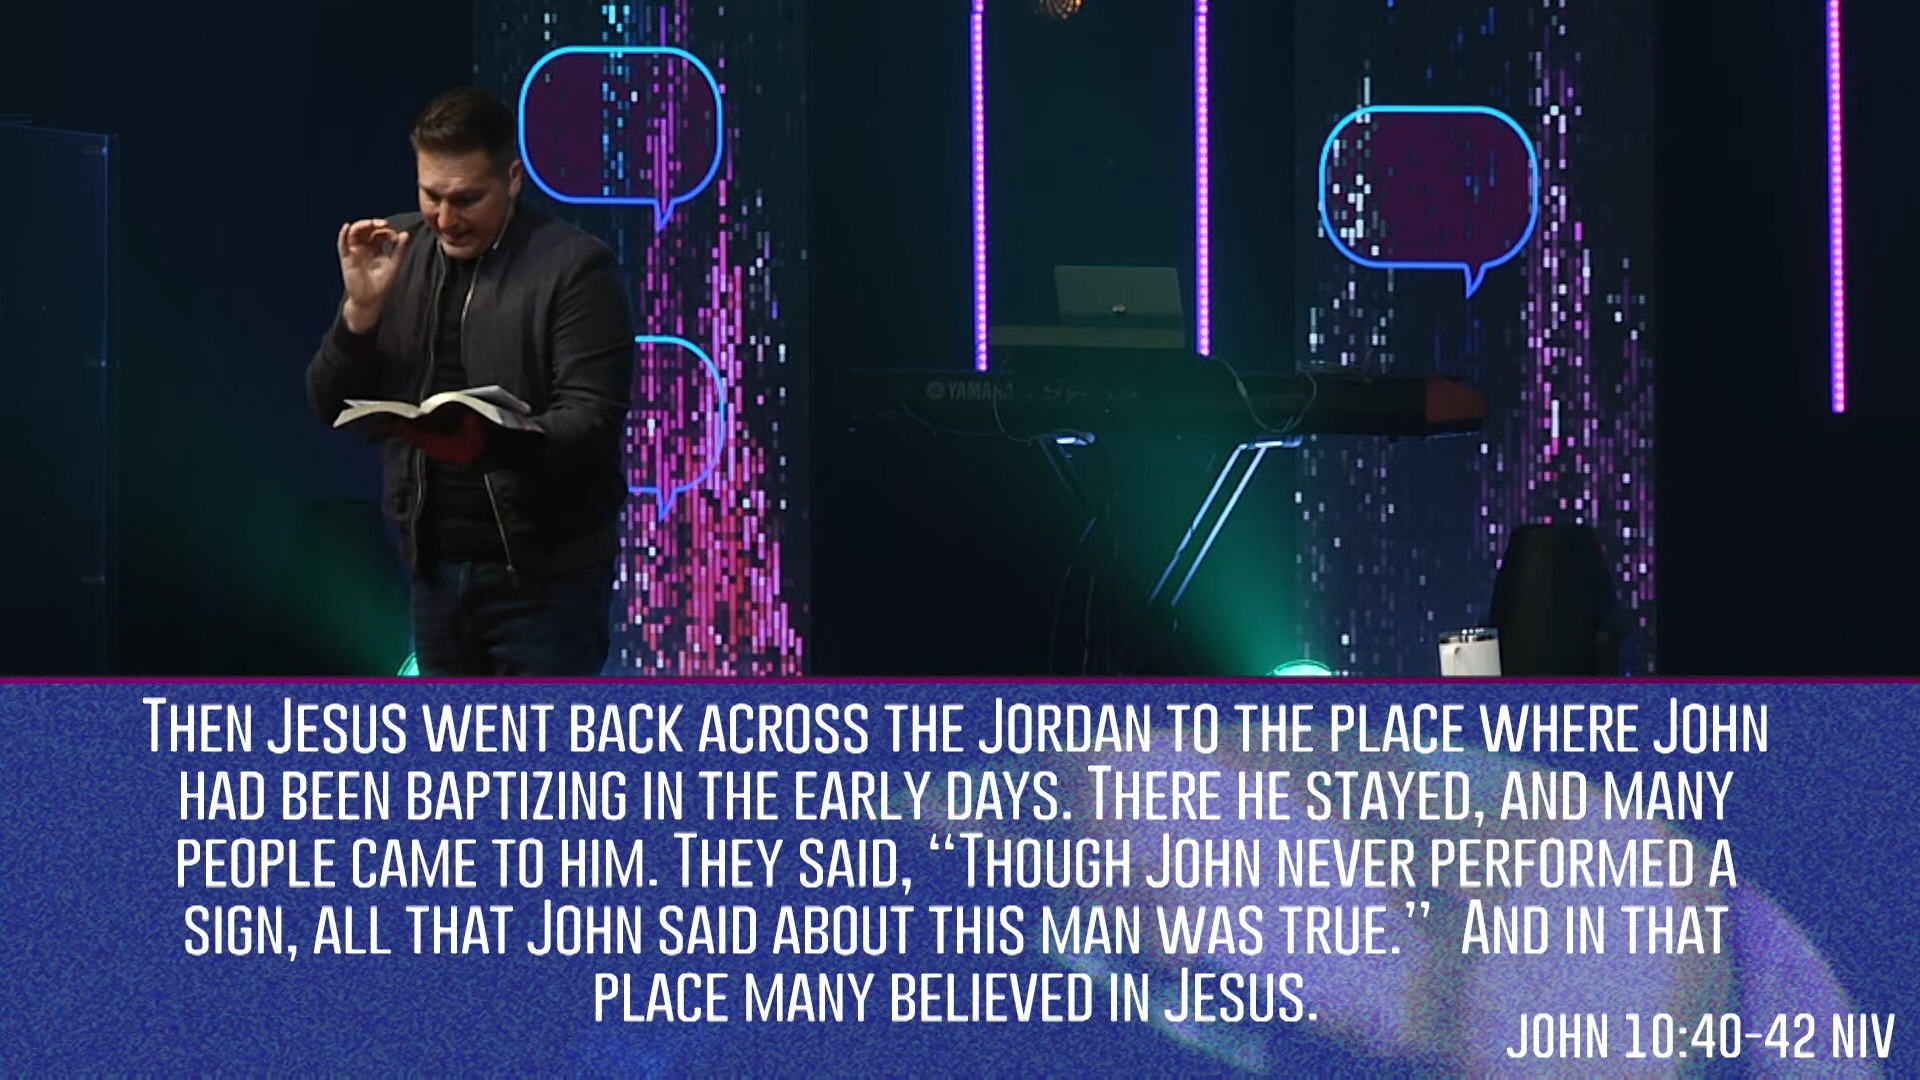 YAMAHA
Then Jesus went back across the Jordan to the place where John
had been baptizing in the early days. There he stayed, and many
people came to him. They said, “Though John never performed a
sign, all that John said about this man was true.”  And in that
place many believed in Jesus.
JOHN 10:40-42 NIV